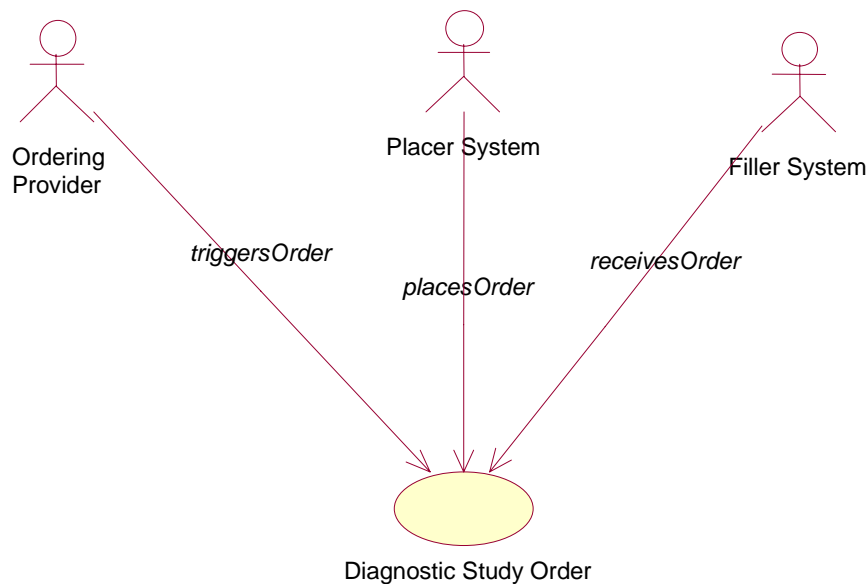 Ordering
Provider
Placer System
Filler System
triggersOrder
placesOrder
receivesOrder
Diagnostic Study Order